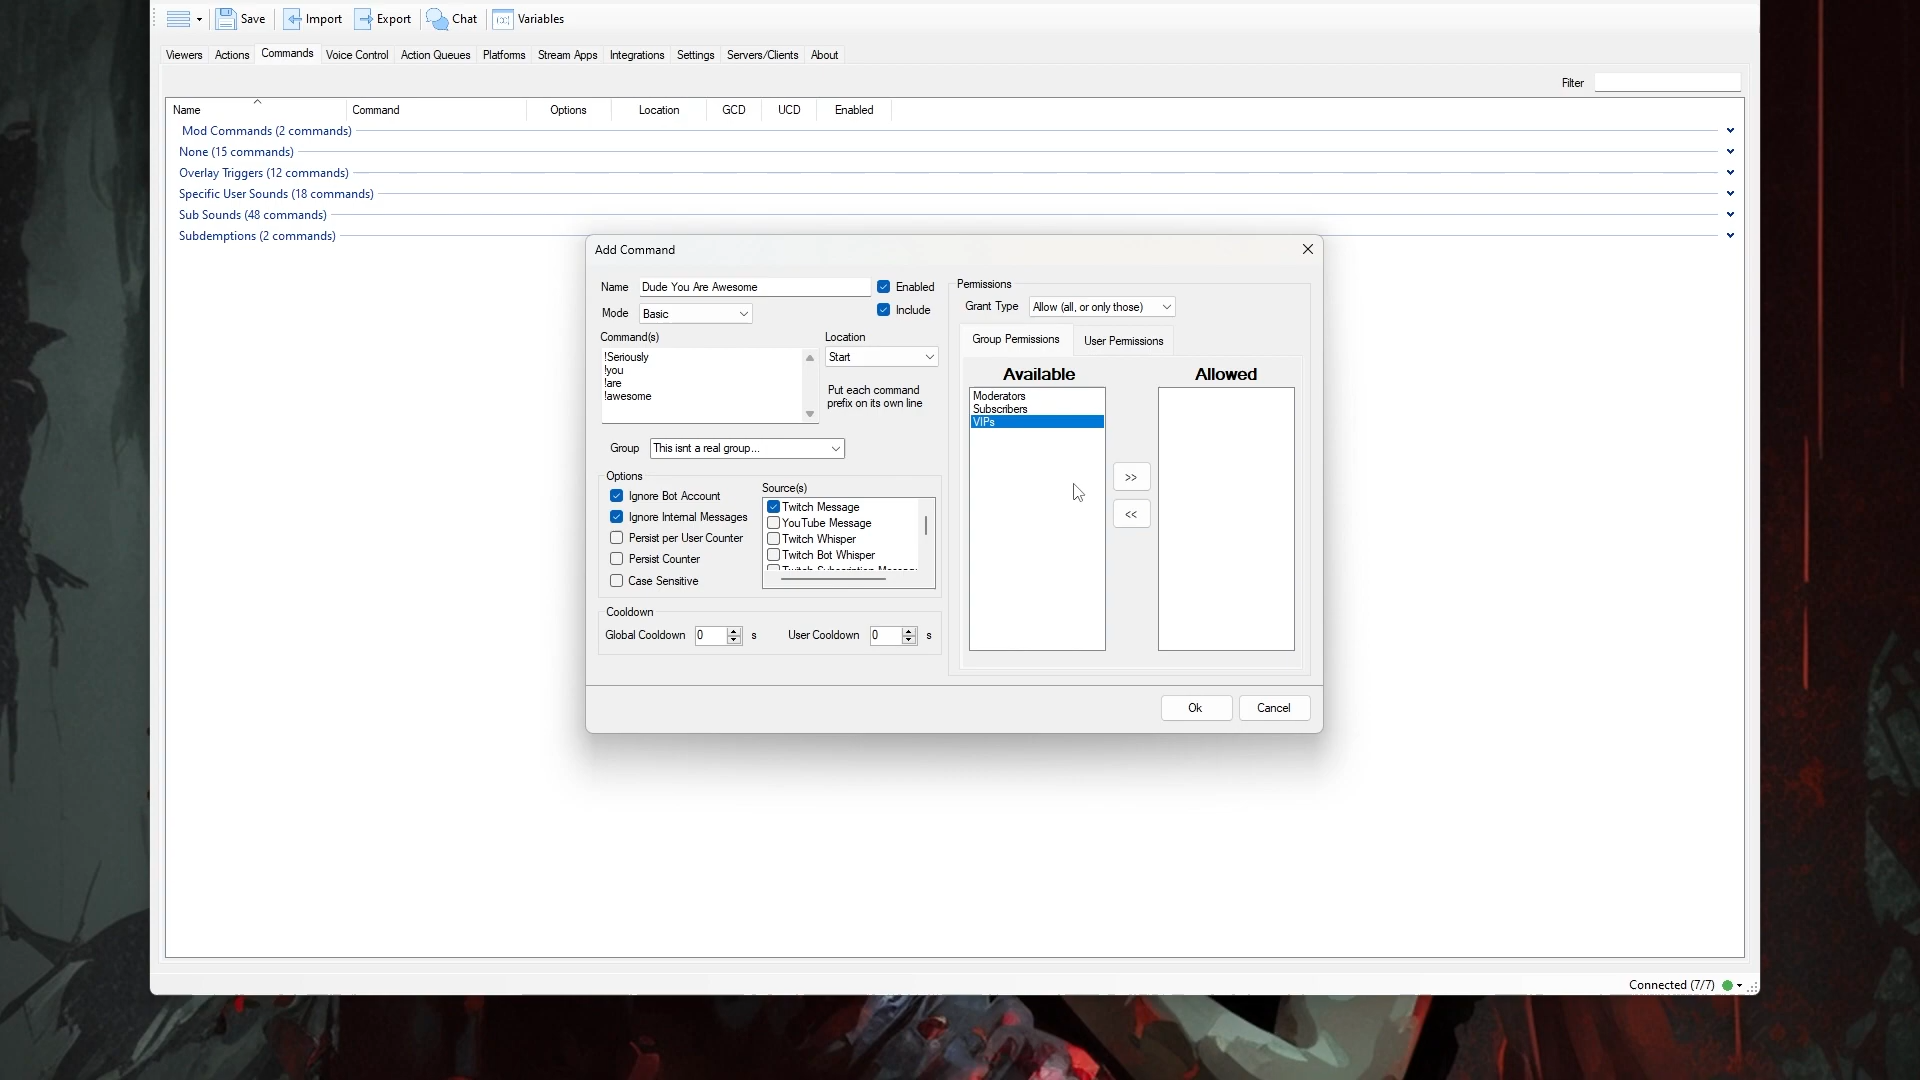 Save Import Export Chat Variables
Viewers Actions Commands Voice Control Action Queues Platforms Stream Apps Integrations Settings Servers/Clients About
Filter
Name Command Options Location GCD UCD Enabled
Mod Commands (2 commands)
None (15 commands)
Overlay Triggers (12 commands)
Specific User Sounds (18 commands)
Sub Sounds (48 commands)
Subdemptions (2 commands)
Add Command
Name Dude You Are Awesome Enabled
Mode Basic Include
Command(s)
!Seriously
!you
!are
!awesome
Location
Start
Put each command
prefix on its own line
Group This isnt a real group...
Options
Ignore Bot Account
Ignore Internal Messages
Persist per User Counter
Persist Counter
Case Sensitive
Source(s)
Twitch Message
YouTube Message
Twitch Whisper
Twitch Bot Whisper
Twitch Subscription Message
Cooldown
Global Cooldown 0 s User Cooldown 0 s
Permissions
Grant Type Allow (all, or only those)
Group Permissions User Permissions
Available Allowed
Moderators
Subscribers
VIPs
>>
<<
Ok Cancel
Connected (7/7)